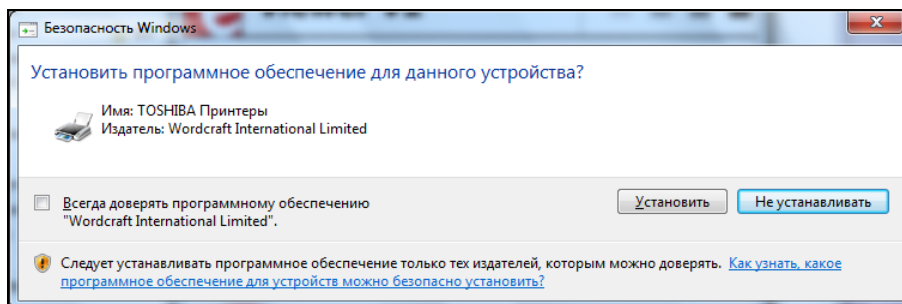 Безопасность Windows
Установить программное обеспечение для данного устройства?
Имя: TOSHIBA Принтеры
Издатель: Wordcraft International Limited
Всегда доверять программному обеспечению
"Wordcraft International Limited".
Установить
Не устанавливать
Следует устанавливать программное обеспечение только тех издателей, которым можно доверять. Как узнать, какое
программное обеспечение для устройств можно безопасно установить?